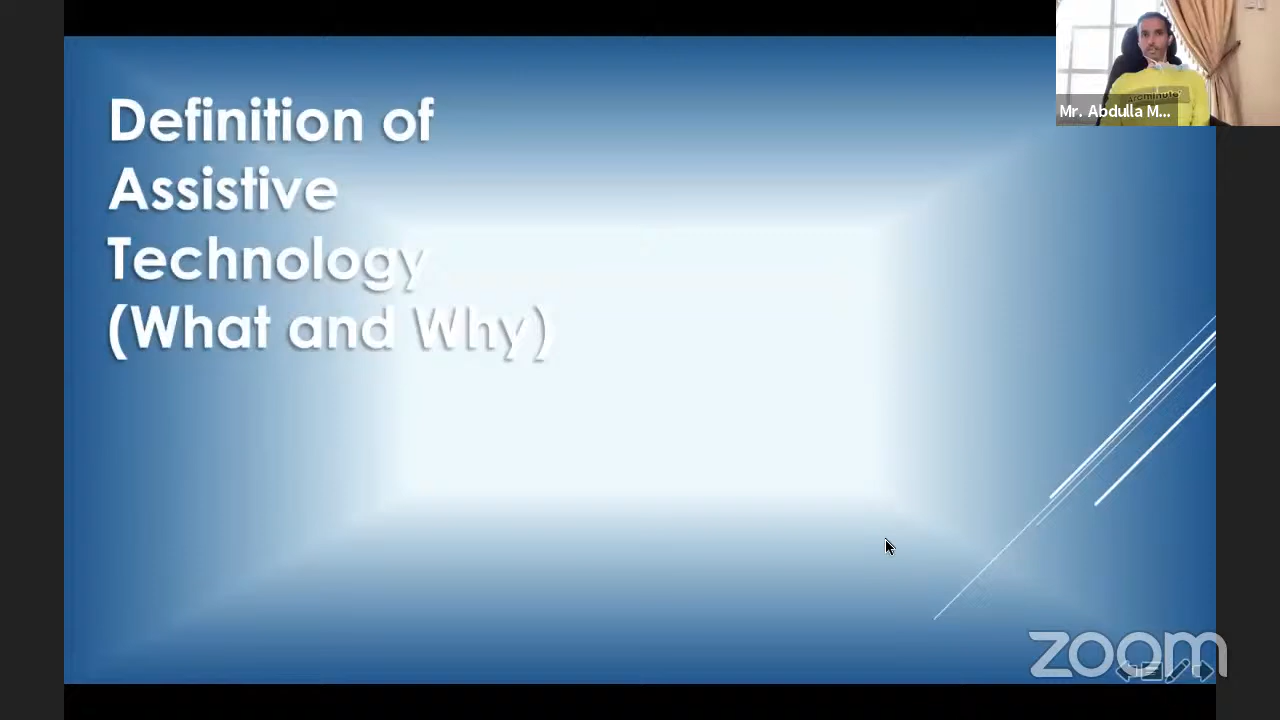 Definition of
Assistive
Technology
(What and Why)
Mr. Abdulla M...
zoom